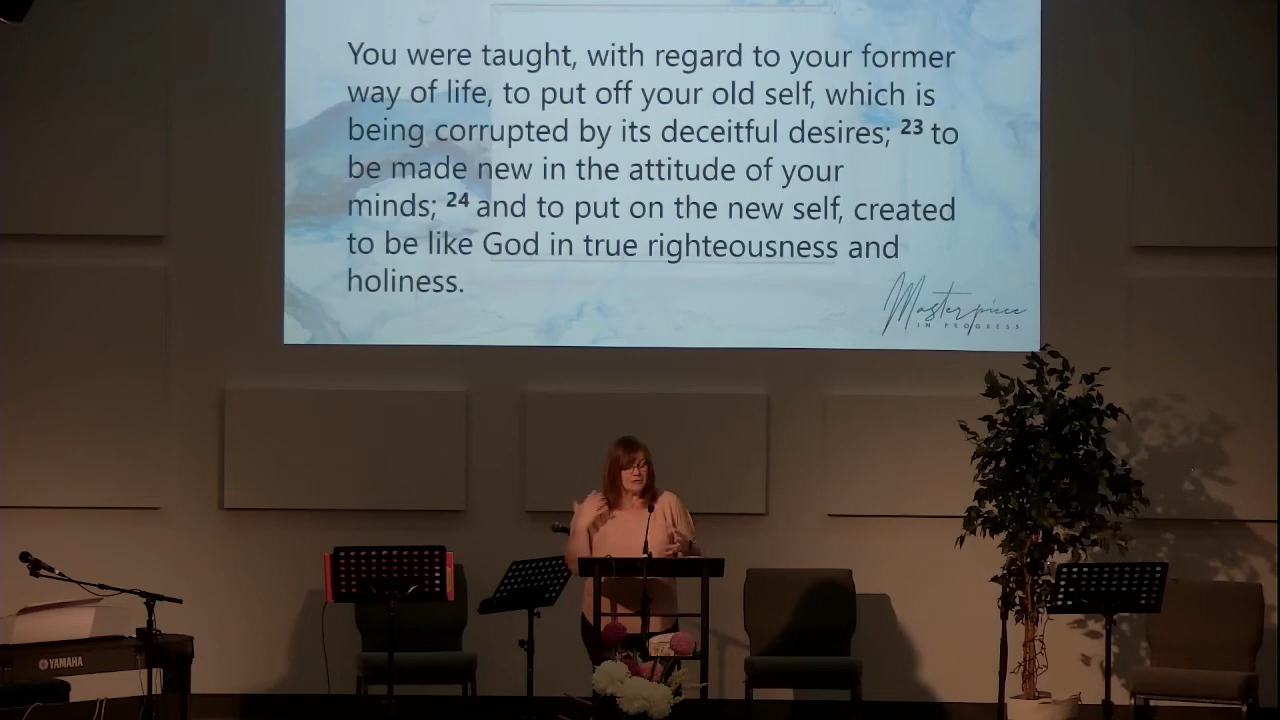 You were taught, with regard to your former
way of life, to put off your old self, which is
being corrupted by its deceitful desires; 23 to
be made new in the attitude of your
minds; 24 and to put on the new self, created
to be like God in true righteousness and
holiness.
Masterpiece
IN PROGRESS
YAMAHA